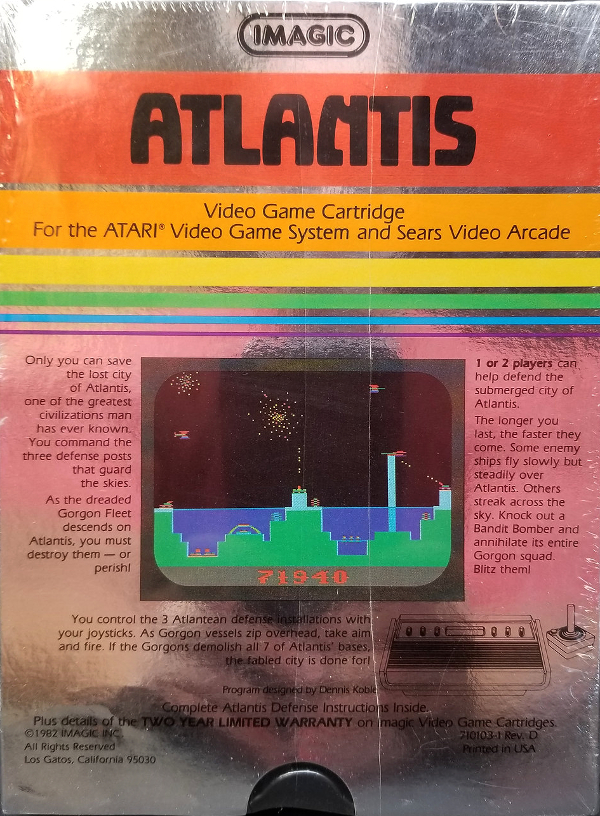 IMAGIC
ATLANTIS
Video Game Cartridge
For the ATARI® Video Game System and Sears Video Arcade
Only you can save
the lost city
of Atlantis,
one of the greatest
civilizations man
has ever known.
You command the
three defense posts
that guard
the skies.
As the dreaded
Gorgon Fleet
descends on
Atlantis, you must
destroy them — or
perish!
71940
1 or 2 players can
help defend the
submerged city of
Atlantis.
The longer you
last, the faster they
come. Some enemy
ships fly slowly but
steadily over
Atlantis. Others
streak across the
sky. Knock out a
Bandit Bomber and
annihilate its entire
Gorgon squad.
Blitz them!
You control the 3 Atlantean defense installations with
your joysticks. As Gorgon vessels zip overhead, take aim
and fire. If the Gorgons demolish all 7 of Atlantis' bases,
the fabled city is done for!
Program designed by Dennis Koble
Complete Atlantis Defense Instructions Inside.
Plus details of the TWO YEAR LIMITED WARRANTY on Imagic Video Game Cartridges.
©1982 IMAGIC INC.
All Rights Reserved
Los Gatos, California 95030
710103-1 Rev. D
Printed in USA